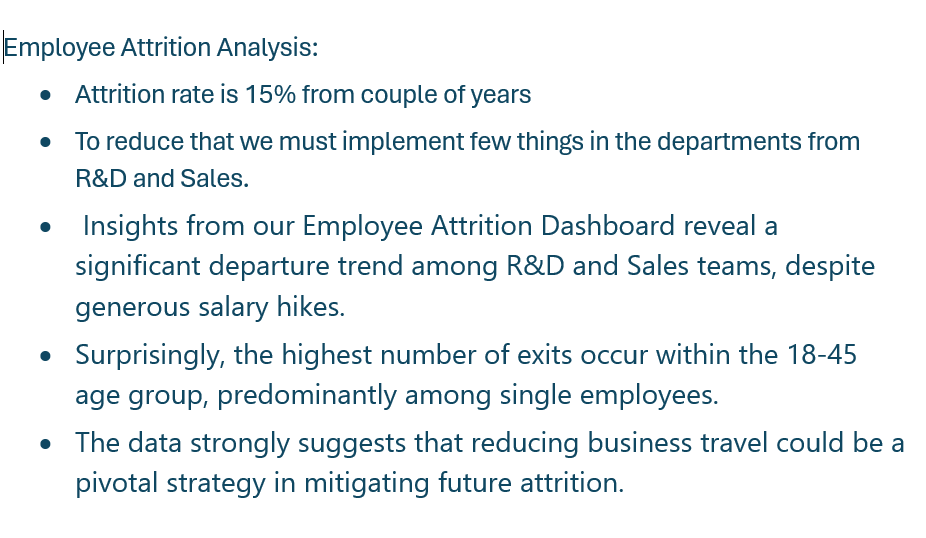 Employee Attrition Analysis:
• Attrition rate is 15% from couple of years
• To reduce that we must implement few things in the departments from
R&D and Sales.
• Insights from our Employee Attrition Dashboard reveal a
significant departure trend among R&D and Sales teams, despite
generous salary hikes.
• Surprisingly, the highest number of exits occur within the 18-45
age group, predominantly among single employees.
• The data strongly suggests that reducing business travel could be a
pivotal strategy in mitigating future attrition.